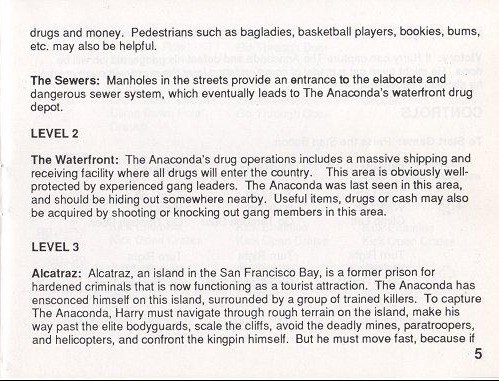 drugs and money. Pedestrians such as bagladies, basketball players, bookies, bums,
etc. may also be helpful.
The Sewers: Manholes in the streets provide an entrance to the elaborate and
dangerous sewer system, which eventually leads to The Anaconda's waterfront drug
depot.
LEVEL 2
The Waterfront: The Anaconda's drug operations includes a massive shipping and
receiving facility where all drugs will enter the country. This area is obviously well-
protected by experienced gang leaders. The Anaconda was last seen in this area,
and should be hiding out somewhere nearby. Useful items, drugs or cash may also
be acquired by shooting or knocking out gang members in this area.
LEVEL 3
Alcatraz: Alcatraz, an island in the San Francisco Bay, is a former prison for
hardened criminals that is now functioning as a tourist attraction. The Anaconda has
ensconced himself on this island, surrounded by a group of trained killers. To capture
The Anaconda, Harry must navigate through rough terrain on the island, make his
way past the elite bodyguards, scale the cliffs, avoid the deadly mines, paratroopers,
and helicopters, and confront the kingpin himself. But he must move fast, because if
5